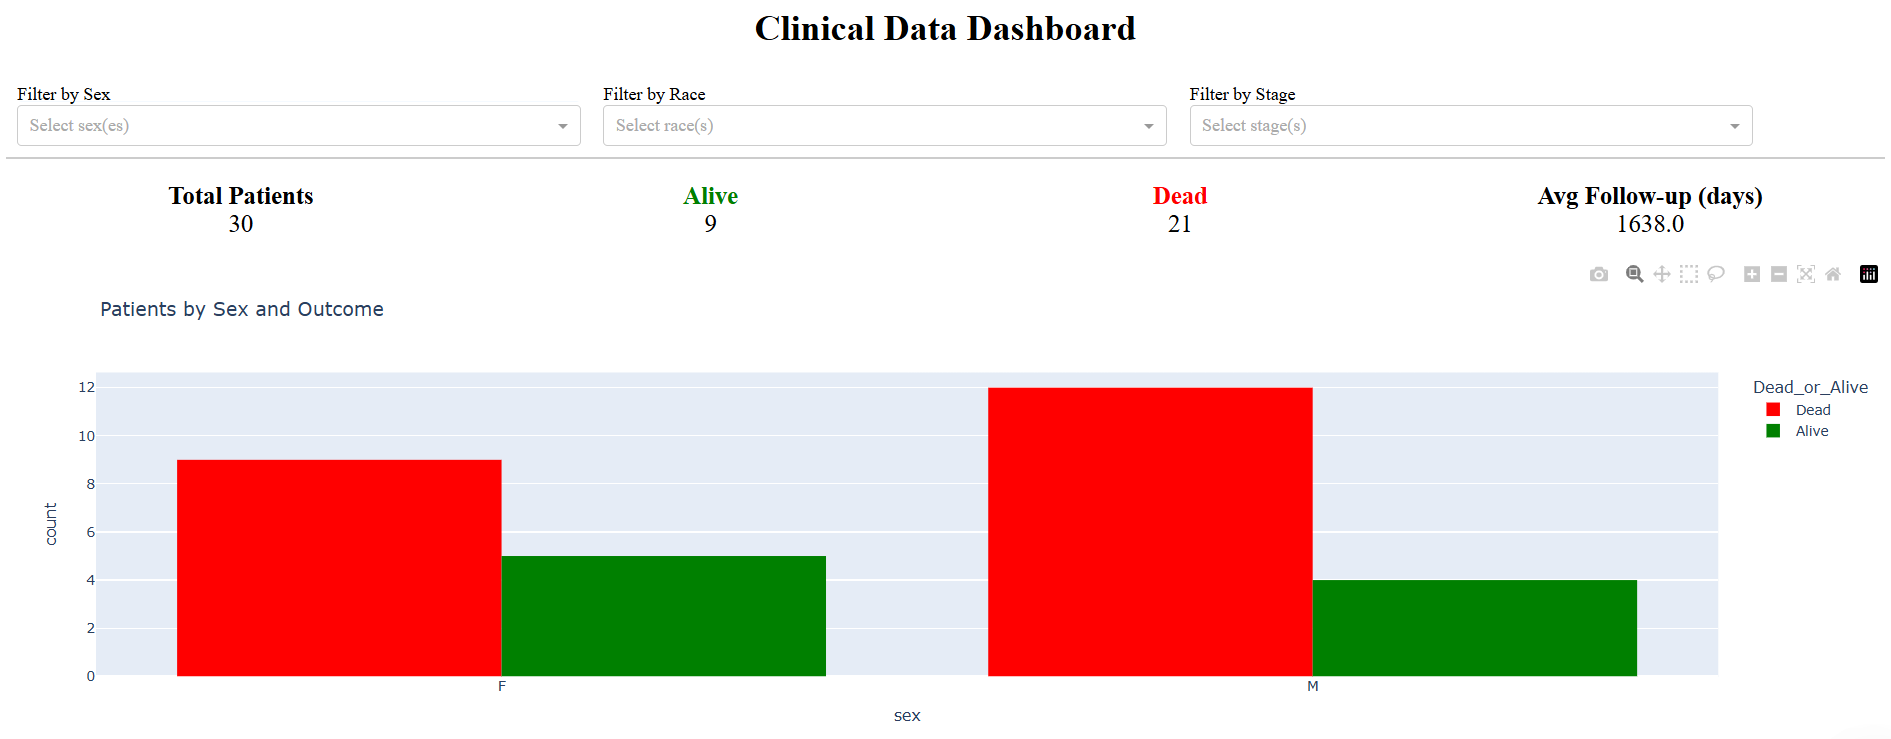 Clinical Data Dashboard
Filter by Sex
Filter by Race
Filter by Stage
Select sex(es)
Select race(s)
Select stage(s)
Total Patients
Alive
Dead
Avg Follow-up (days)
30
9
21
1638.0
Patients by Sex and Outcome
12
10
8
6
4
2
0
count
F
M
sex
Dead_or_Alive
Dead
Alive